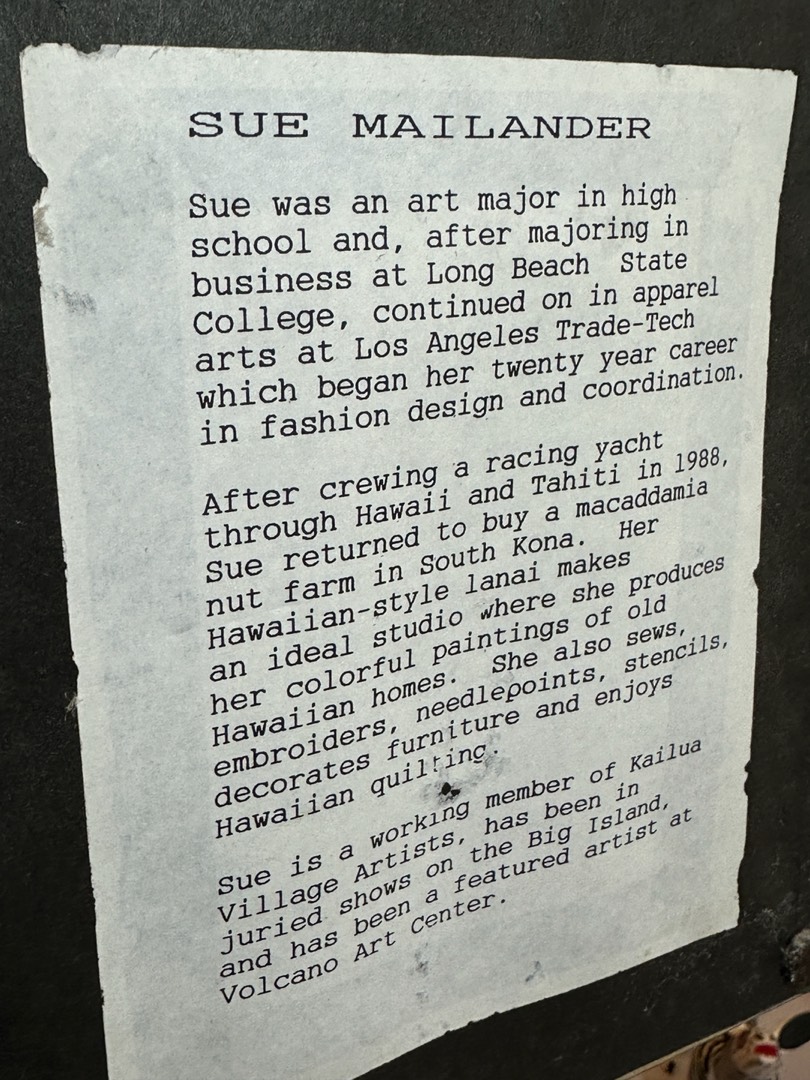 SUE MAILANDER
Sue was an art major in high
school and, after majoring in
business at Long Beach State
College, continued on in apparel
arts at Los Angeles Trade-Tech
which began her twenty year career
in fashion design and coordination.
After crewing a racing yacht
through Hawaii and Tahiti in 1988,
Sue returned to buy a macaddamia
nut farm in South Kona. Her
Hawaiian-style lanai makes
an ideal studio where she produces
her colorful paintings of old
Hawaiian homes. She also sews,
embroiders, needlepoints, stencils,
decorates furniture and enjoys
Hawaiian quilting.
Sue is a working member of Kailua
Village Artists, has been in
juried shows on the Big Island,
and has been a featured artist at
Volcano Art Center.